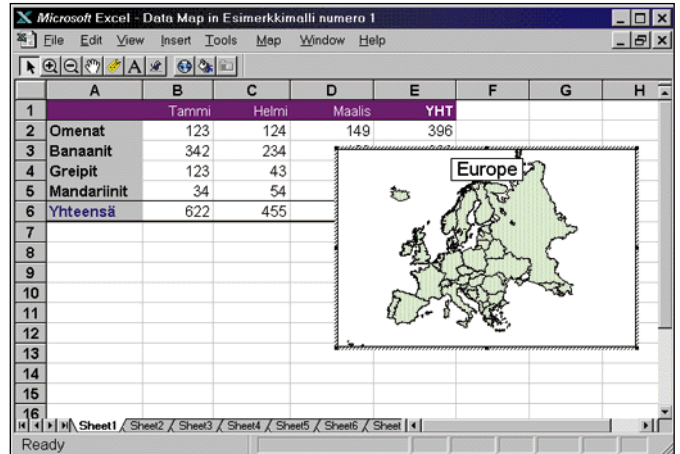 Microsoft Excel - Data Map in Esimerkkimalli numero 1
File Edit View Insert Tools Map Window Help
A
A B C D E F G H
1 Tammi Helmi Maalis YHT
2 Omenat 123 124 149 396
3 Banaanit 342 234
4 Greipit 123 43
5 Mandariinit 34 54
6 Yhteensä 622 455
Europe
7
8
9
10
11
12
13
14
15
16
Sheet1 Sheet2 Sheet3 Sheet4 Sheet5 Sheet6 Sheet
Ready